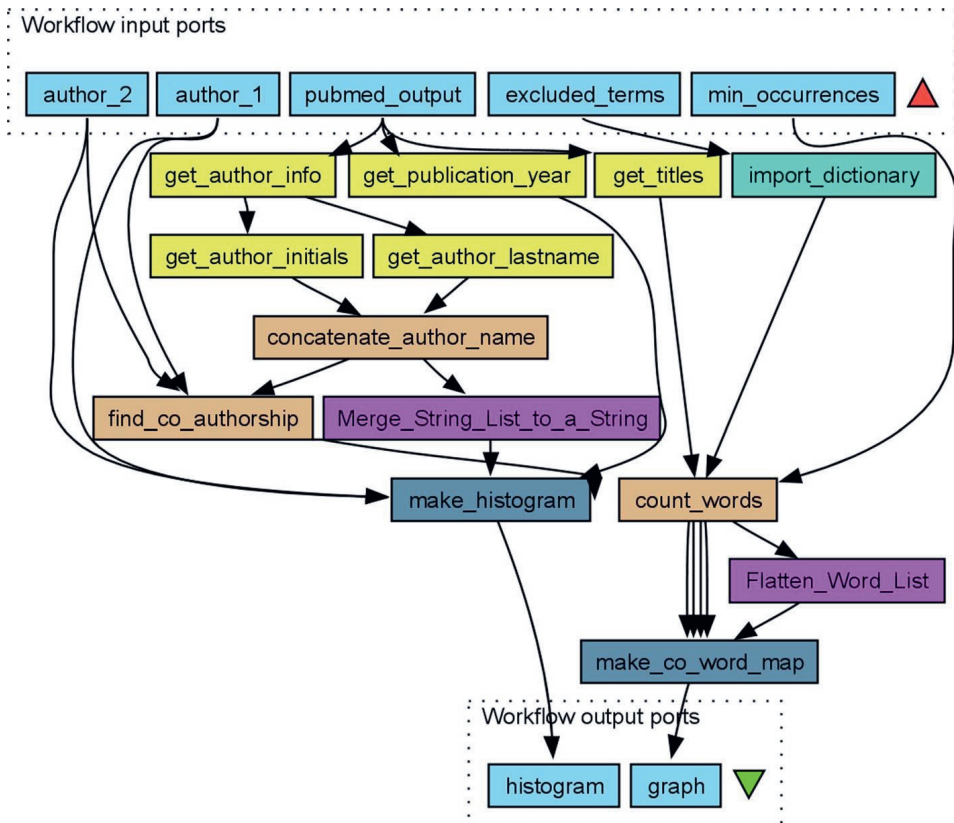 Workflow input ports
author_2
author_1
pubmed_output
excluded_terms
min_occurrences
get_author_info
get_publication_year
get_titles
import_dictionary
get_author_initials
get_author_lastname
concatenate_author_name
find_co_authorship
Merge_String_List_to_a_String
make_histogram
count_words
Flatten_Word_List
make_co_word_map
Workflow output ports
histogram
graph